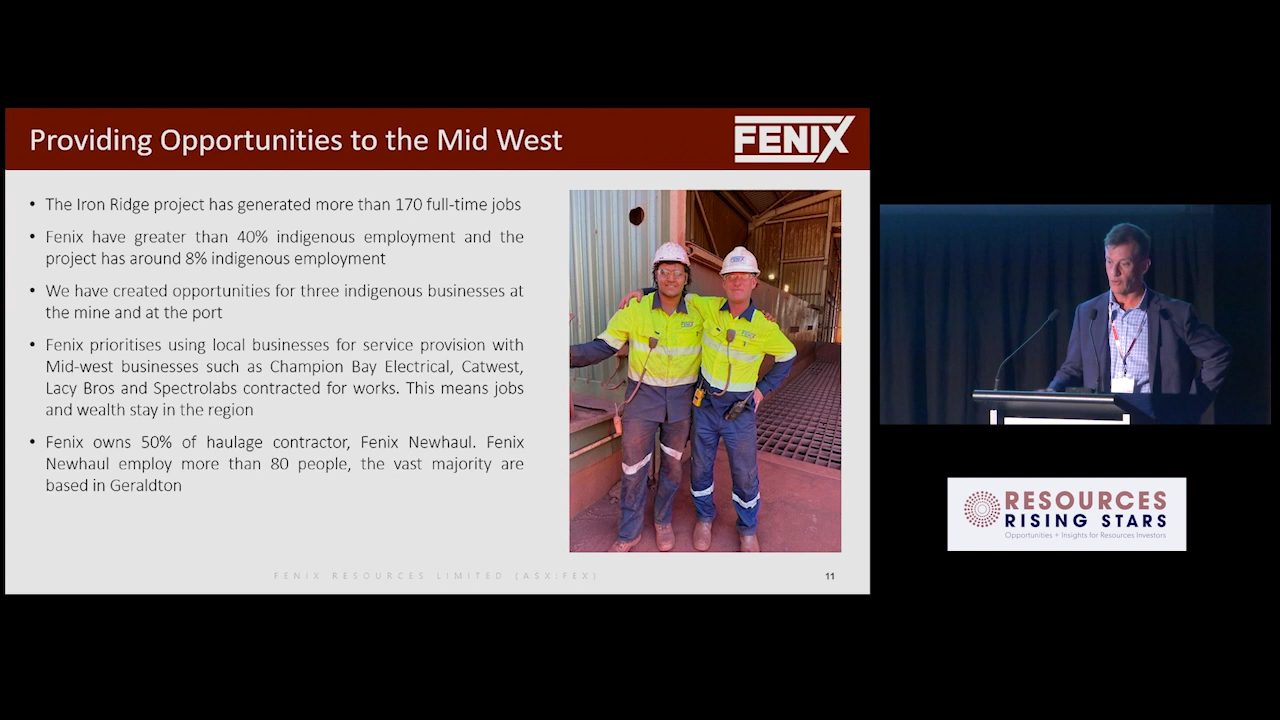 Providing Opportunities to the Mid West
FENIX
• The Iron Ridge project has generated more than 170 full-time jobs
• Fenix have greater than 40% indigenous employment and the
project has around 8% indigenous employment
• We have created opportunities for three indigenous businesses at
the mine and at the port
• Fenix prioritises using local businesses for service provision with
Mid-west businesses such as Champion Bay Electrical, Catwest,
Lacy Bros and Spectrolabs contracted for works. This means jobs
and wealth stay in the region
• Fenix owns 50% of haulage contractor, Fenix Newhaul. Fenix
Newhaul employ more than 80 people, the vast majority are
based in Geraldton
FENIX
FENIX RESOURCES LIMITED (ASX:FEX)
11
RESOURCES
RISING STARS
Opportunities + Insights for Resources Investors